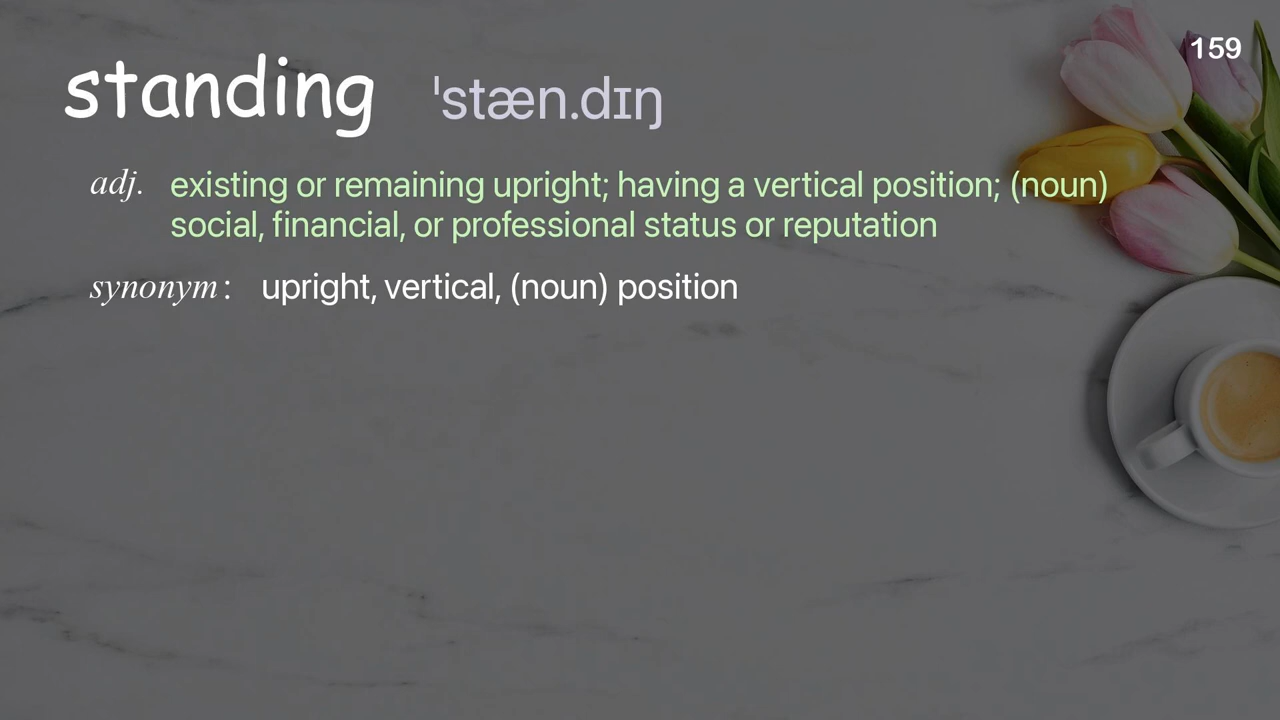 159
standing ˈstæn.dɪŋ
adj. existing or remaining upright; having a vertical position; (noun)
social, financial, or professional status or reputation
synonym: upright, vertical, (noun) position